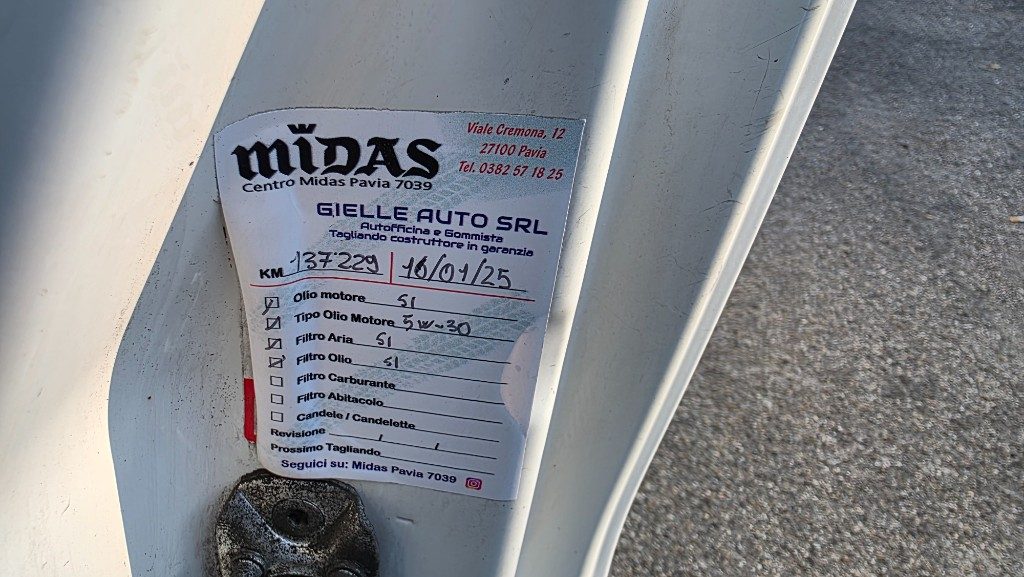 MIDAS
Centro Midas Pavia 7039
Viale Cremona, 12
27100 Pavia
Tel. 0382 57 18 25
GIELLE AUTO SRL
Autofficina e Gommista
Tagliando costruttore in garanzia
KM 137229 16/01/25
Olio motore SI
Tipo Olio Motore 5W-30
Filtro Aria SI
Filtro Olio SI
Filtro Carburante
Filtro Abitacolo
Candele / Candelette
Revisione / /
Prossimo Tagliando
Seguici su: Midas Pavia 7039